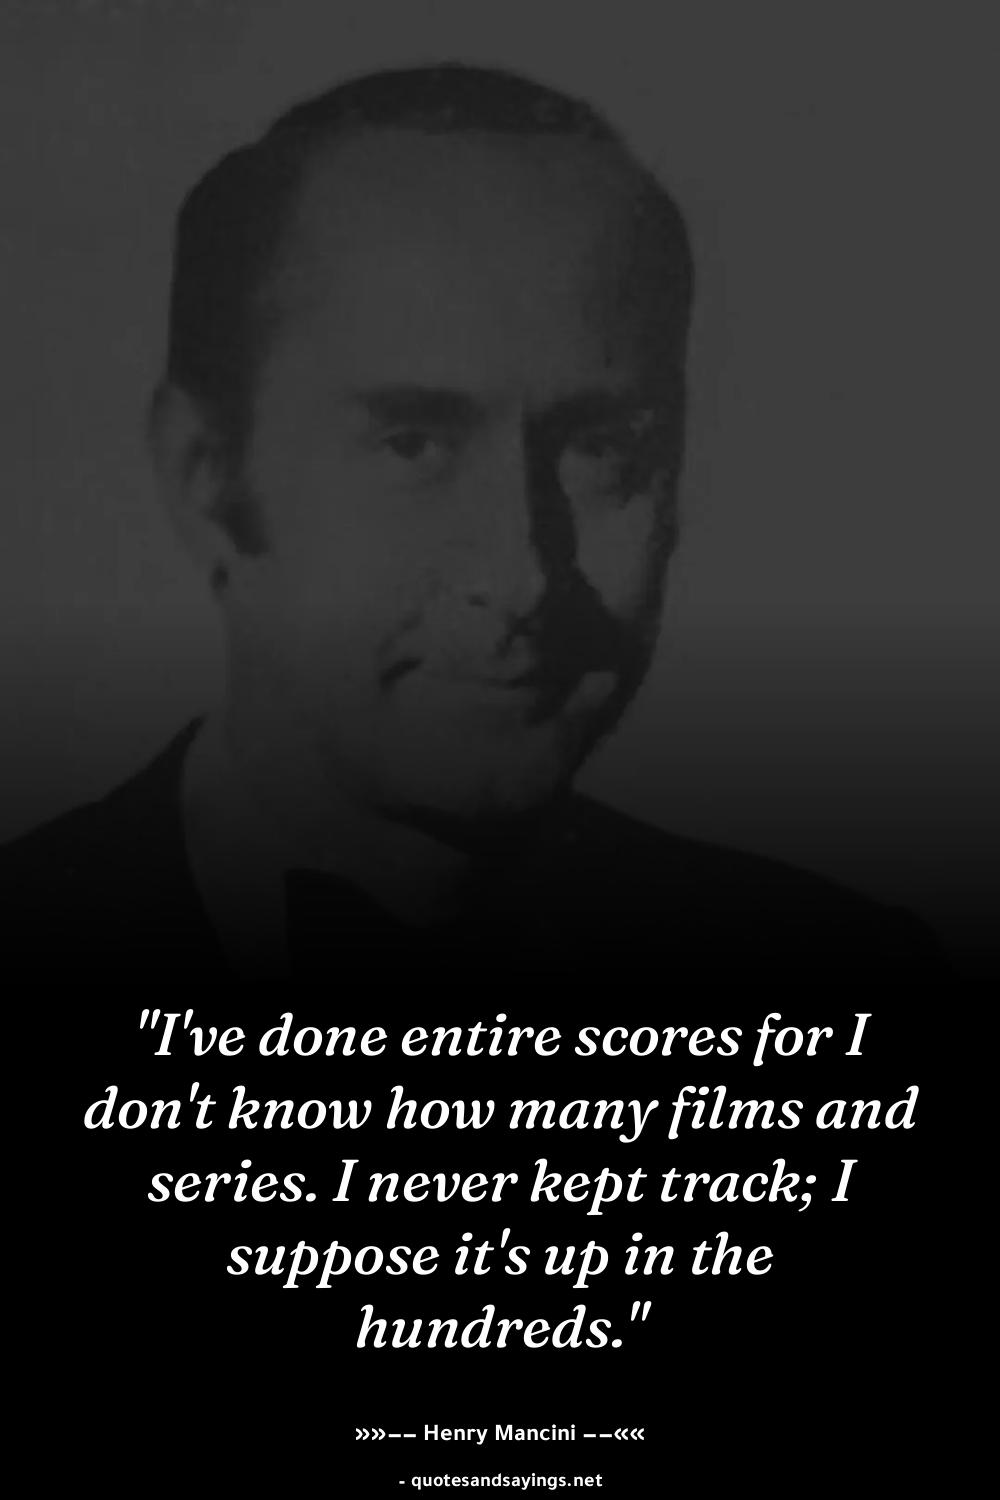 "I've done entire scores for I
don't know how many films and
series. I never kept track; I
suppose it's up in the
hundreds."
»»–– Henry Mancini ––««
- quotesandsayings.net